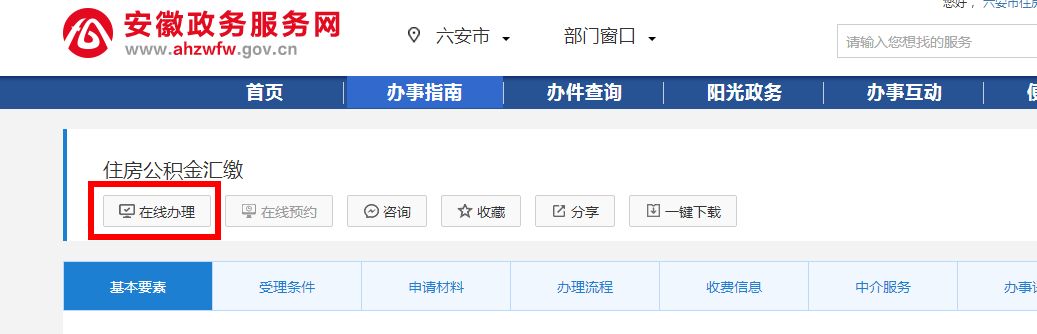 您好，六安市住房
安徽政务服务网
www.ahzwfw.gov.cn
六安市 部门窗口
请输入您想找的服务
首页 办事指南 办件查询 阳光政务 办事互动 便
住房公积金汇缴
在线办理 在线预约 咨询 收藏 分享 一键下载
基本要素 受理条件 申请材料 办理流程 收费信息 中介服务 办事